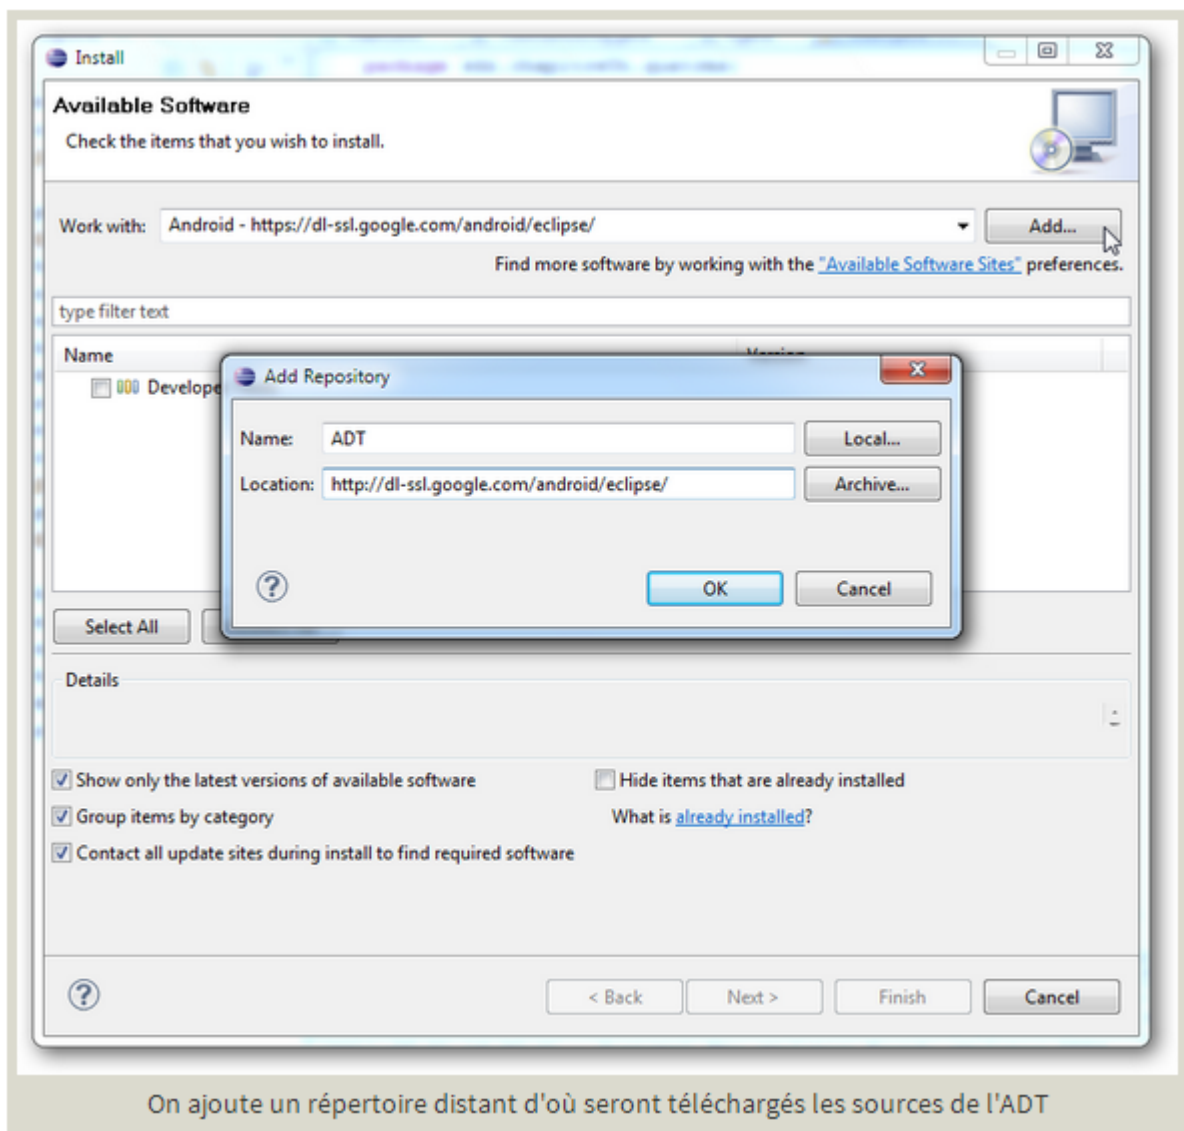 Install
Available Software
Check the items that you wish to install.
Work with: Android - https://dl-ssl.google.com/android/eclipse/ Add...
Find more software by working with the "Available Software Sites" preferences.
type filter text
Name
Develope
Add Repository
Name: ADT Local...
Location: http://dl-ssl.google.com/android/eclipse/ Archive...
OK Cancel
Select All
Details
Show only the latest versions of available software Hide items that are already installed
Group items by category What is already installed?
Contact all update sites during install to find required software
< Back Next > Finish Cancel
On ajoute un répertoire distant d'où seront téléchargés les sources de l'ADT